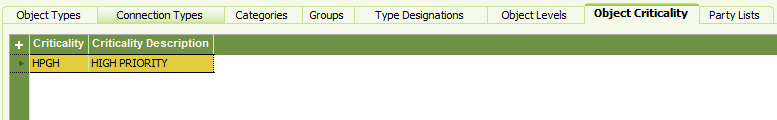 Object Types Connection Types Categories Groups Type Designations Object Levels Object Criticality Party Lists
+ Criticality Criticality Description
HPGH HIGH PRIORITY